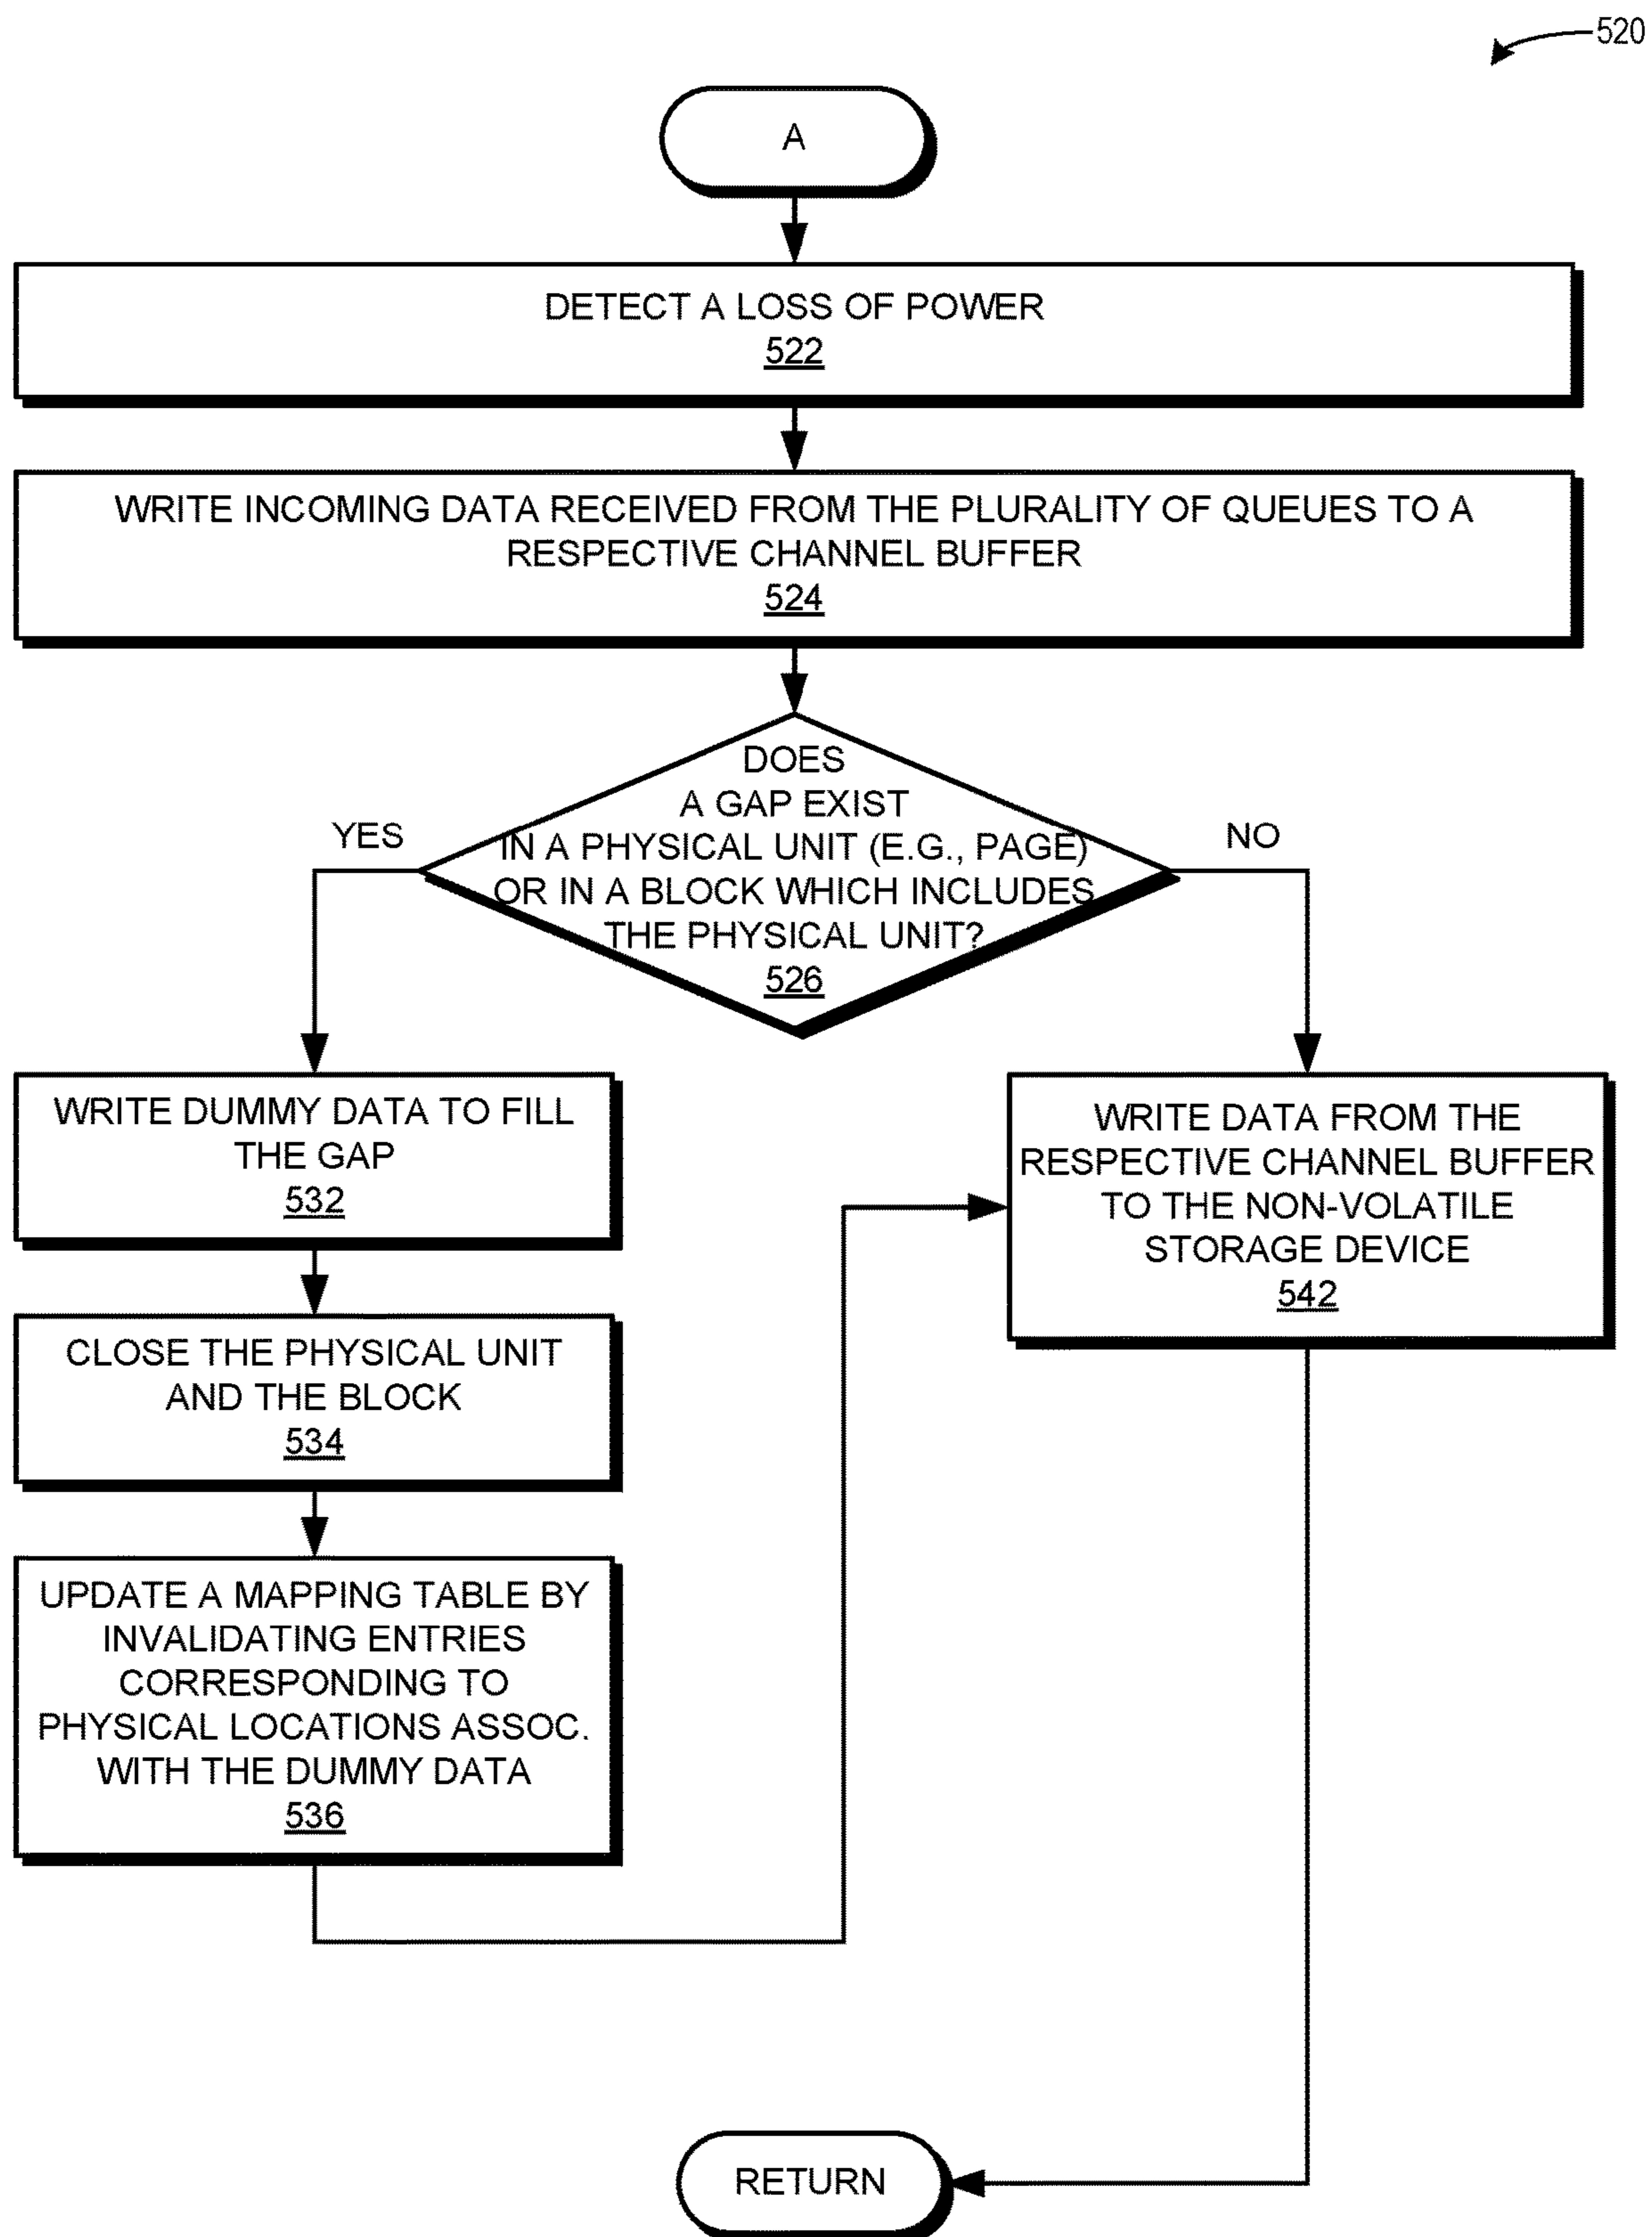 520
A
DETECT A LOSS OF POWER
522
WRITE INCOMING DATA RECEIVED FROM THE PLURALITY OF QUEUES TO A
RESPECTIVE CHANNEL BUFFER
524
DOES
A GAP EXIST
IN A PHYSICAL UNIT (E.G., PAGE)
OR IN A BLOCK WHICH INCLUDES
THE PHYSICAL UNIT?
526
YES
NO
WRITE DUMMY DATA TO FILL
THE GAP
532
CLOSE THE PHYSICAL UNIT
AND THE BLOCK
534
UPDATE A MAPPING TABLE BY
INVALIDATING ENTRIES
CORRESPONDING TO
PHYSICAL LOCATIONS ASSOC.
WITH THE DUMMY DATA
536
WRITE DATA FROM THE
RESPECTIVE CHANNEL BUFFER
TO THE NON-VOLATILE
STORAGE DEVICE
542
RETURN